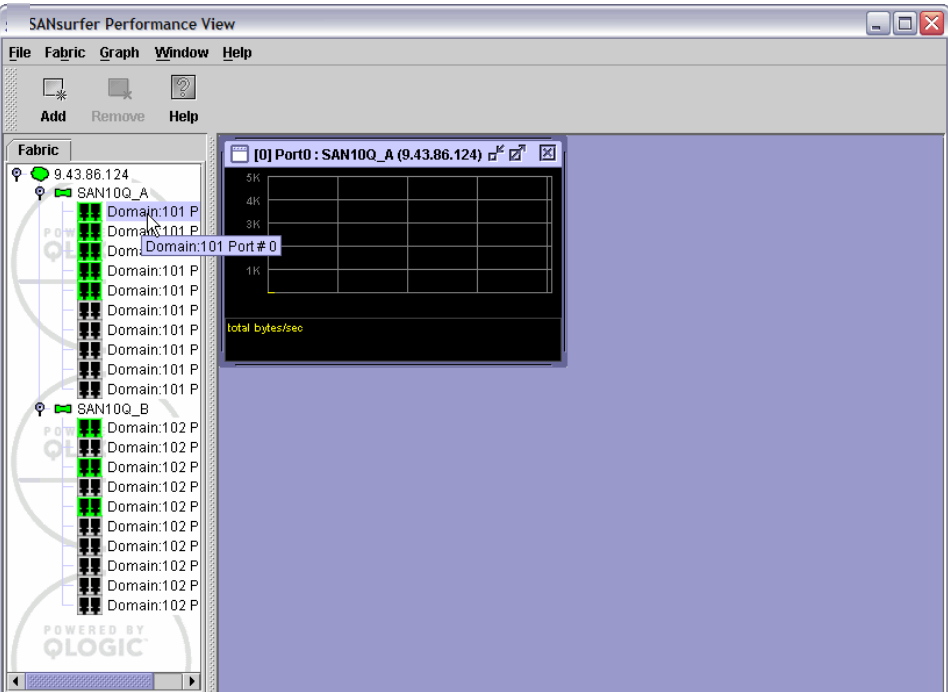 SANsurfer Performance View
File Fabric Graph Window Help
Add Remove Help
Fabric
9.43.86.124
SAN10Q_A
Domain:101 P
Domain:101 P
Domain:101 Port # 0
Domain:101 P
Domain:101 P
Domain:101 P
Domain:101 P
Domain:101 P
Domain:101 P
Domain:101 P
SAN10Q_B
Domain:102 P
Domain:102 P
Domain:102 P
Domain:102 P
Domain:102 P
Domain:102 P
Domain:102 P
Domain:102 P
Domain:102 P
Domain:102 P
POWERED BY
QLOGIC
[0] Port0 : SAN10Q_A (9.43.86.124)
5K
4K
3K
1K
total bytes/sec